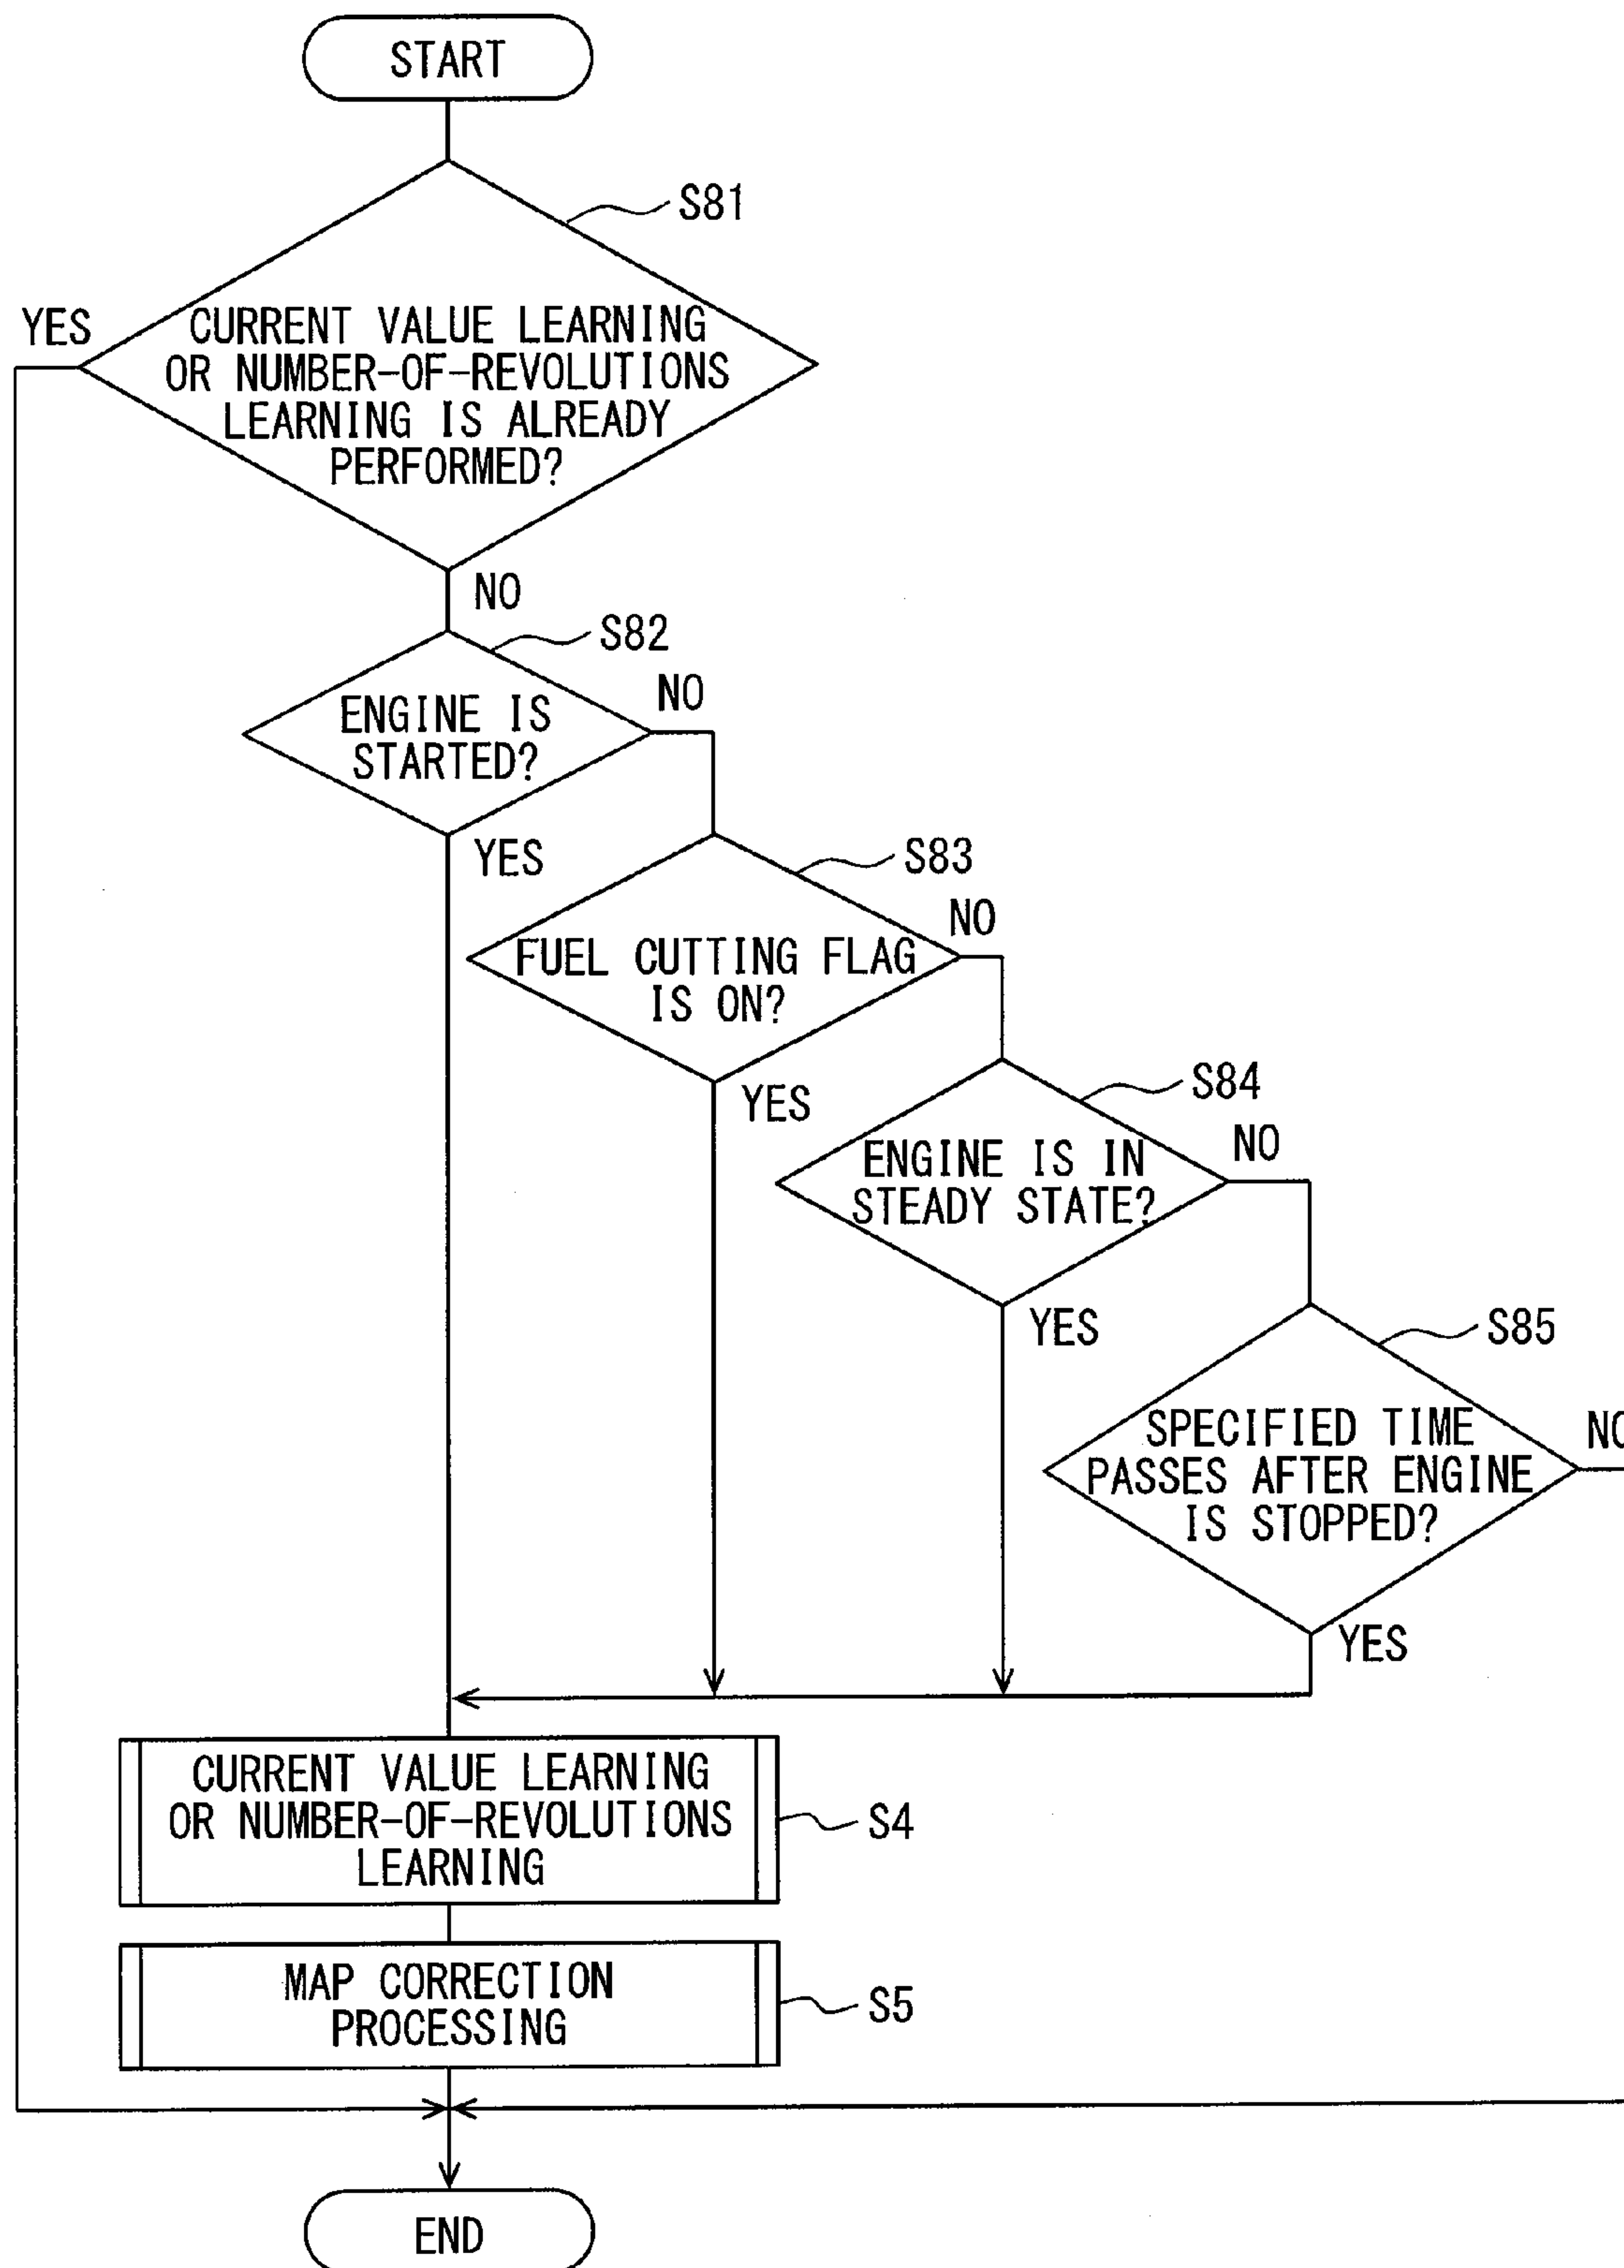 START
S81
YES
CURRENT VALUE LEARNING
OR NUMBER-OF-REVOLUTIONS
LEARNING IS ALREADY
PERFORMED?
NO
S82
NO
ENGINE IS
STARTED?
YES
S83
NO
FUEL CUTTING FLAG
IS ON?
YES
S84
NO
ENGINE IS IN
STEADY STATE?
YES
S85
NO
SPECIFIED TIME
PASSES AFTER ENGINE
IS STOPPED?
YES
CURRENT VALUE LEARNING
OR NUMBER-OF-REVOLUTIONS
LEARNING
S4
MAP CORRECTION
PROCESSING
S5
END